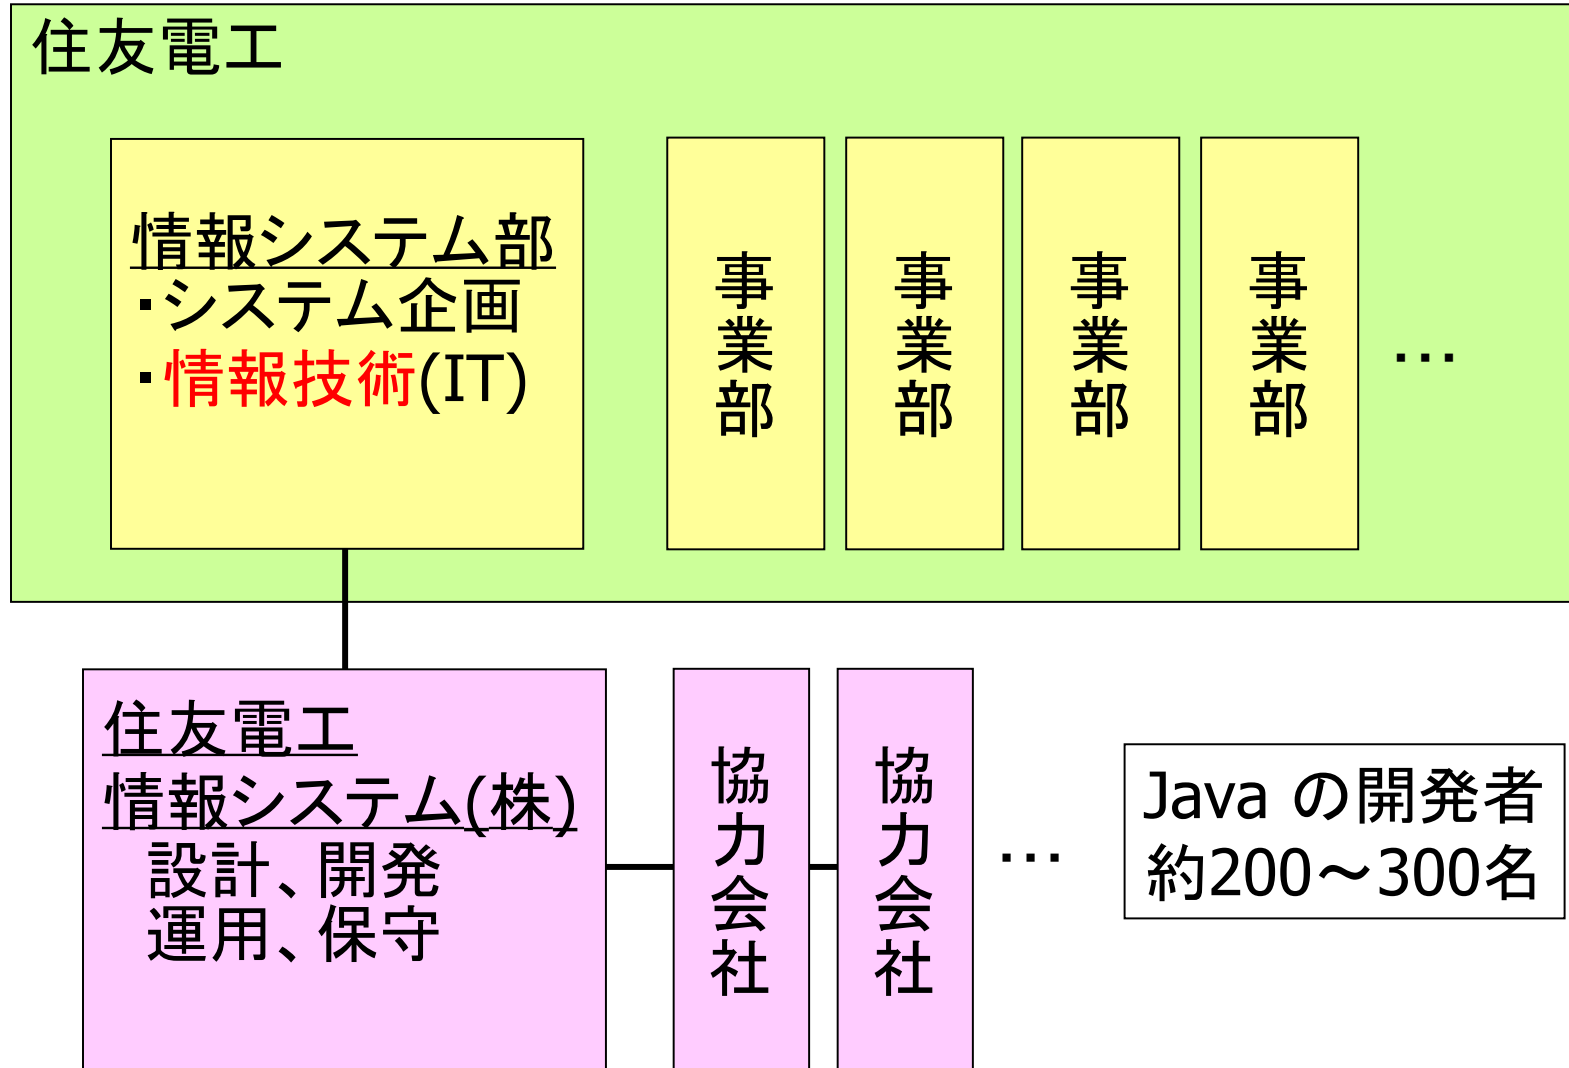 住友電工
情報システム部
・システム企画
・情報技術(IT)
事業部
事業部
事業部
事業部
…
住友電工
情報システム(株)
設計、開発
運用、保守
協力会社
協力会社
…
Java の開発者
約200～300名